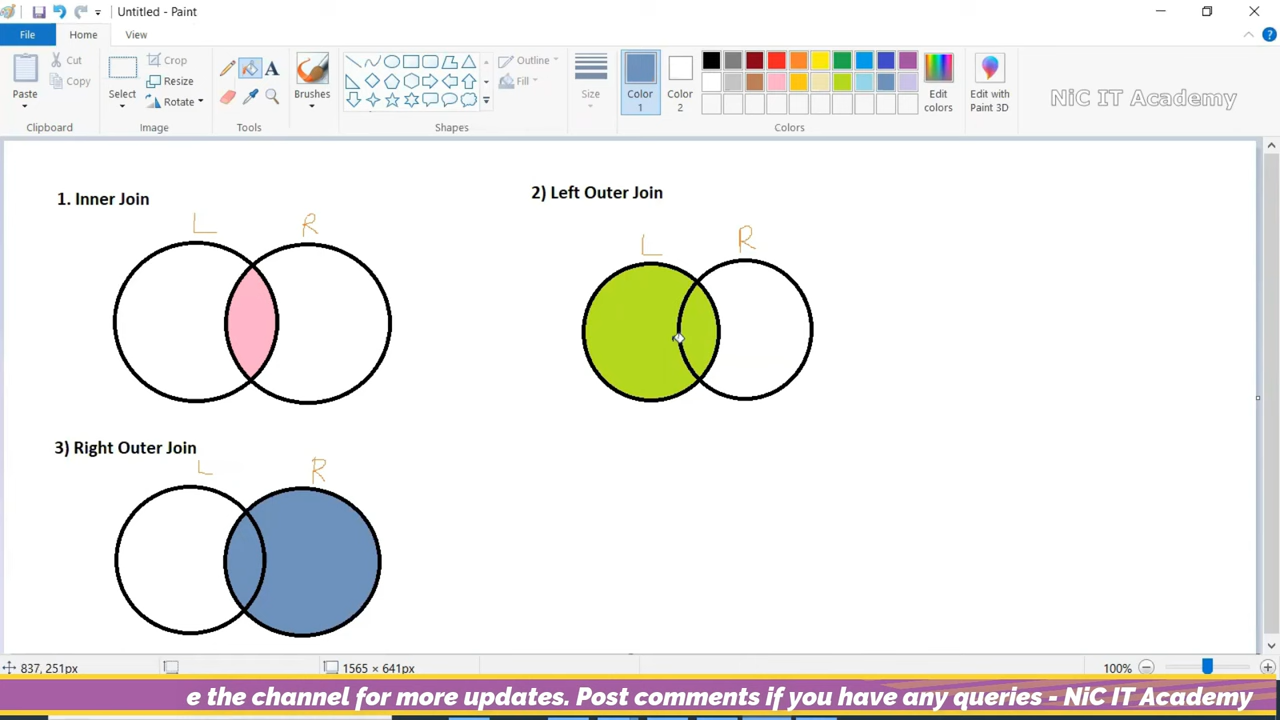 Untitled - Paint
File
Home
View
Paste
Cut
Copy
Clipboard
Select
Crop
Resize
Rotate
Image
A
Tools
Brushes
Outline
Fill
Shapes
Size
Color
1
Color
2
Edit
colors
Colors
Edit with
Paint 3D
NiC IT Academy
1. Inner Join
L R
2) Left Outer Join
L R
3) Right Outer Join
L R
837, 251px
1565 × 641px
100%
e the channel for more updates. Post comments if you have any queries - NiC IT Academy